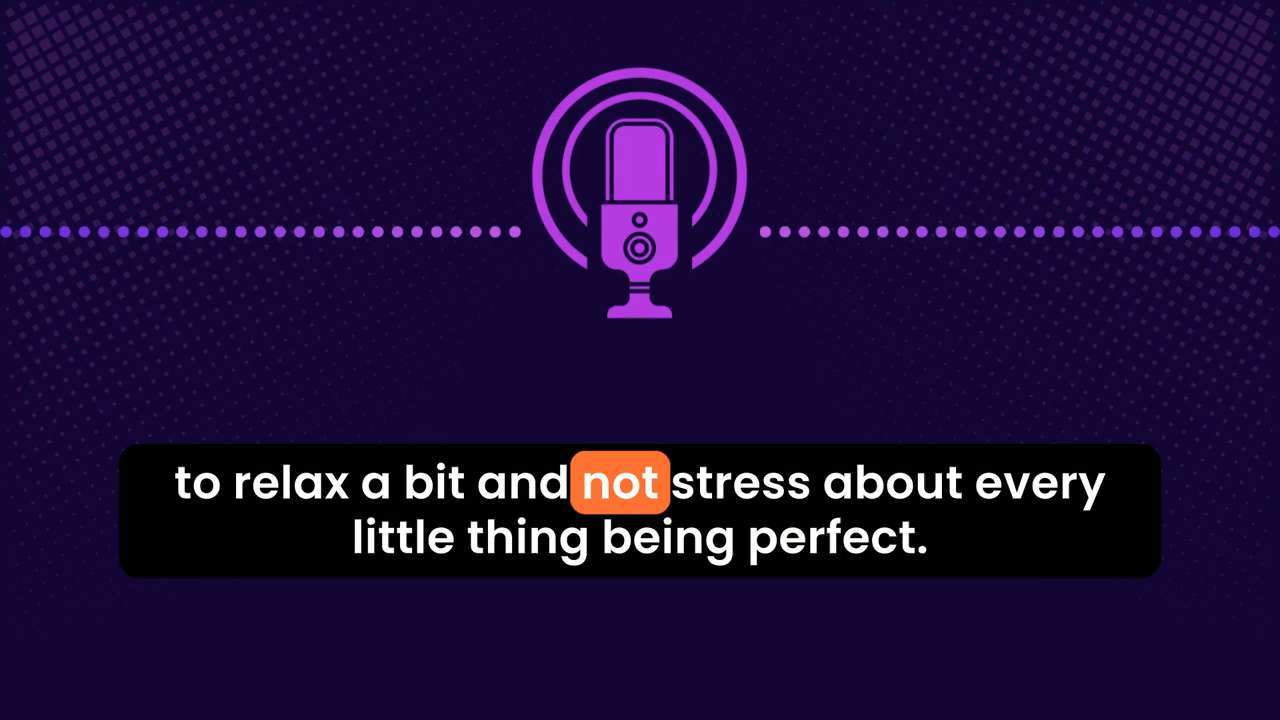 to relax a bit and not stress about every
little thing being perfect.